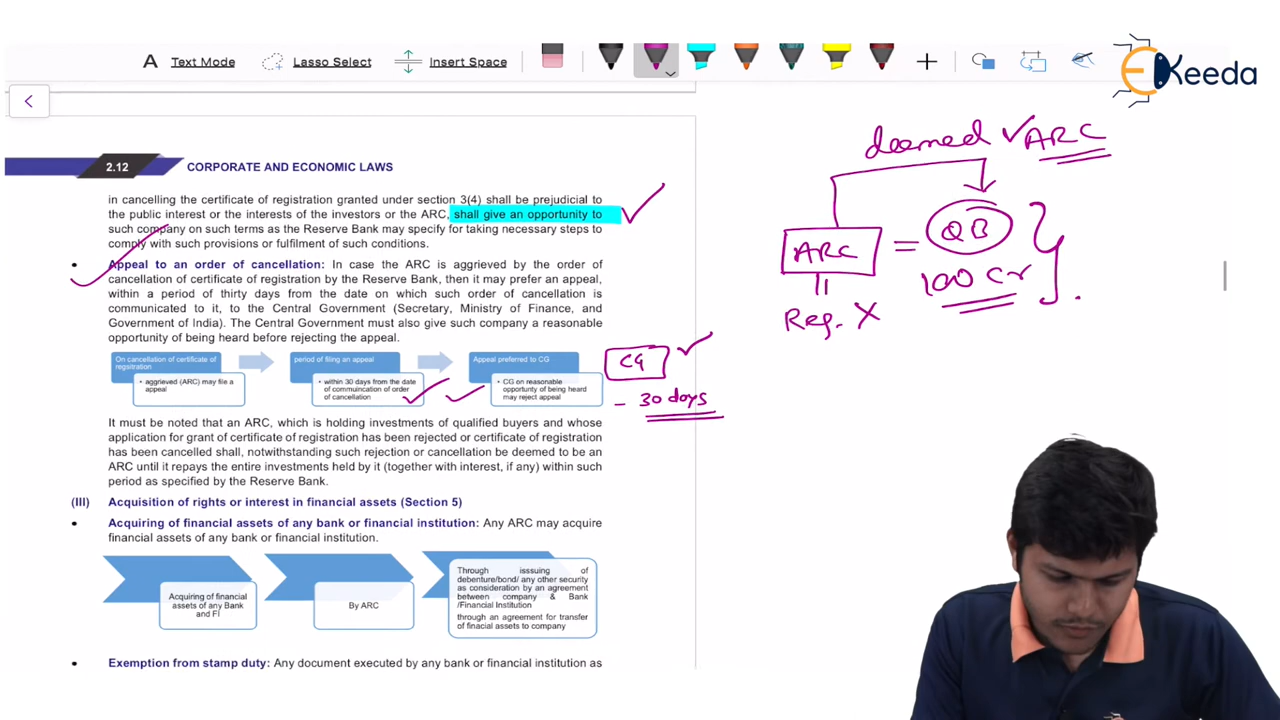 Text Mode
Lasso Select
Insert Space
Keeda
2.12
CORPORATE AND ECONOMIC LAWS
in cancelling the certificate of registration granted under section 3(4) shall be prejudicial to
the public interest or the interests of the investors or the ARC, shall give an opportunity to
such company on such terms as the Reserve Bank may specify for taking necessary steps to
comply with such provisions or fulfilment of such conditions.
• Appeal to an order of cancellation: In case the ARC is aggrieved by the order of
cancellation of certificate of registration by the Reserve Bank, then it may prefer an appeal,
within a period of thirty days from the date on which such order of cancellation is
communicated to it, to the Central Government (Secretary, Ministry of Finance, and
Government of India). The Central Government must also give such company a reasonable
opportunity of being heard before rejecting the appeal.
On cancellation of certificate of
regsitration
• aggrieved (ARC) may file a
appeal
period of filing an appeal
• within 30 days from the date
of commuincation of order
of cancellation
Appeal preferred to CG
• CG on reasonable
opportunity of being heard
may reject appeal
CG
- 30 days
It must be noted that an ARC, which is holding investments of qualified buyers and whose
application for grant of certificate of registration has been rejected or certificate of registration
has been cancelled shall, notwithstanding such rejection or cancellation be deemed to be an
ARC until it repays the entire investments held by it (together with interest, if any) within such
period as specified by the Reserve Bank.
(III) Acquisition of rights or interest in financial assets (Section 5)
• Acquiring of financial assets of any bank or financial institution: Any ARC may acquire
financial assets of any bank or financial institution.
Acquiring of financial
assets of any Bank
and FI
By ARC
Through isssuing of
debenture/bond/ any other security
as consideration by an agreement
between company & Bank
/Financial Institution
through an agreement for transfer
of finacial assets to company
• Exemption from stamp duty: Any document executed by any bank or financial institution as
deemed ✓ARC
ARC = QB
100 Cr
Reg. X